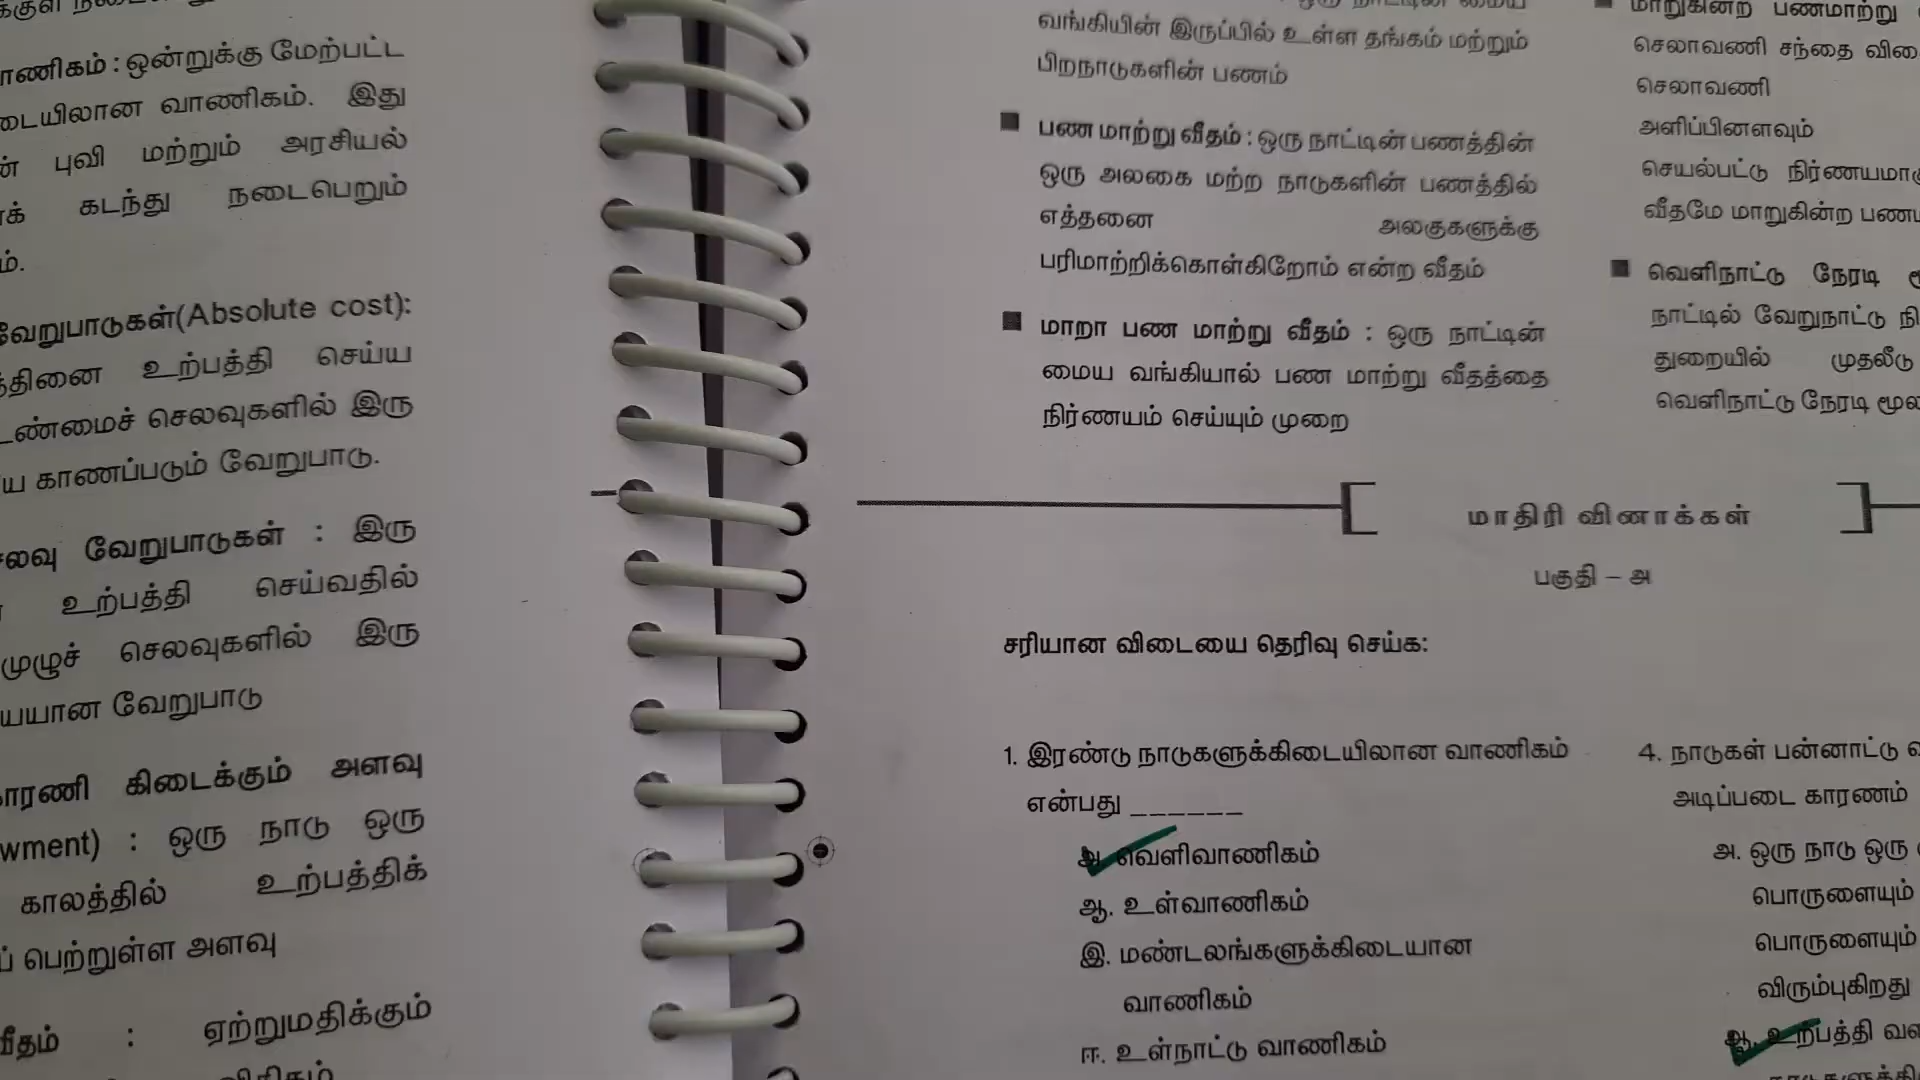 ஒன்றுக்கு மேற்பட்ட
வாணிகம். இது
புவி மற்றும் அரசியல்
கடந்து நடைபெறும்
வேறுபாடுகள்(Absolute cost):
உற்பத்தி செய்ய
செலவுகளில் இரு
காணப்படும் வேறுபாடு.
வேறுபாடுகள் : இரு
உற்பத்தி செய்வதில்
முழுச் செலவுகளில் இரு
வேறுபாடு
கிடைக்கும் அளவு
: ஒரு நாடு ஒரு
காலத்தில் உற்பத்திக்
பெற்றுள்ள அளவு
: ஏற்றுமதிக்கும்
வங்கியின் இருப்பில் உள்ள தங்கம் மற்றும்
பிறநாடுகளின் பணம்
■ பண மாற்று வீதம் : ஒரு நாட்டின் பணத்தின்
ஒரு அலகை மற்ற நாடுகளின் பணத்தில்
எத்தனை அலகுகளுக்கு
பரிமாற்றிக்கொள்கிறோம் என்ற வீதம்
■ மாறா பண மாற்று வீதம் : ஒரு நாட்டின்
மைய வங்கியால் பண மாற்று வீதத்தை
நிர்ணயம் செய்யும் முறை
மாறுகின்ற பணமாற்று
செலாவணி சந்தை
செலாவணி
அளிப்பினளவும்
செயல்பட்டு
வீதமே மாறுகின்ற
■ வெளிநாட்டு நேரடி
நாட்டில் வேறுநாட்டு
துறையில் முதலீடு
வெளிநாட்டு நேரடி
மாதிரி வினாக்கள்
பகுதி – அ
சரியான விடையை தெரிவு செய்க:
1. இரண்டு நாடுகளுக்கிடையிலான வாணிகம்
என்பது ______
அ. வெளிவாணிகம்
ஆ. உள்வாணிகம்
இ. மண்டலங்களுக்கிடையான
வாணிகம்
ஈ. உள்நாட்டு வாணிகம்
4. நாடுகள் பன்னாட்டு
அடிப்படை காரணம்
அ. ஒரு நாடு ஒரு
பொருளையும்
பொருளையும்
விரும்புகிறது
ஆ. உற்பத்தி